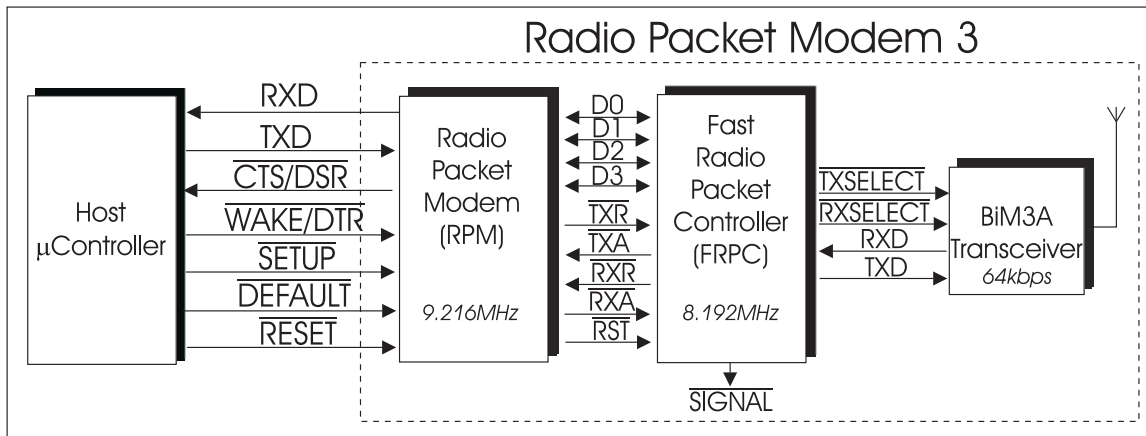 Radio Packet Modem 3
RXD
TXD
CTS/DSR
WAKE/DTR
SETUP
DEFAULT
RESET
Host
μController
Radio
Packet
Modem
(RPM)
9.216MHz
D0
D1
D2
D3
TXR
TXA
RXR
RXA
RST
Fast
Radio
Packet
Controller
(FRPC)
8.192MHz
SIGNAL
TXSELECT
RXSELECT
RXD
TXD
BiM3A
Transceiver
64kbps